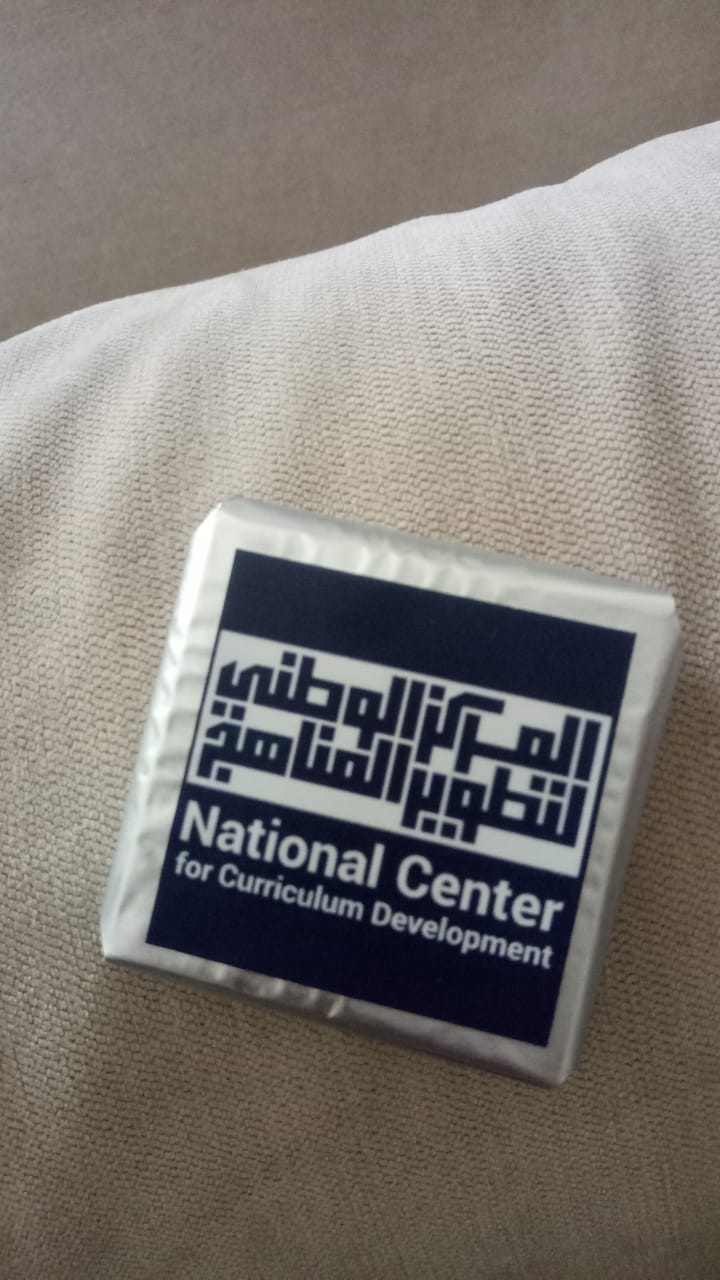 المركز الوطني
لتطوير المناهج
National Center
for Curriculum Development